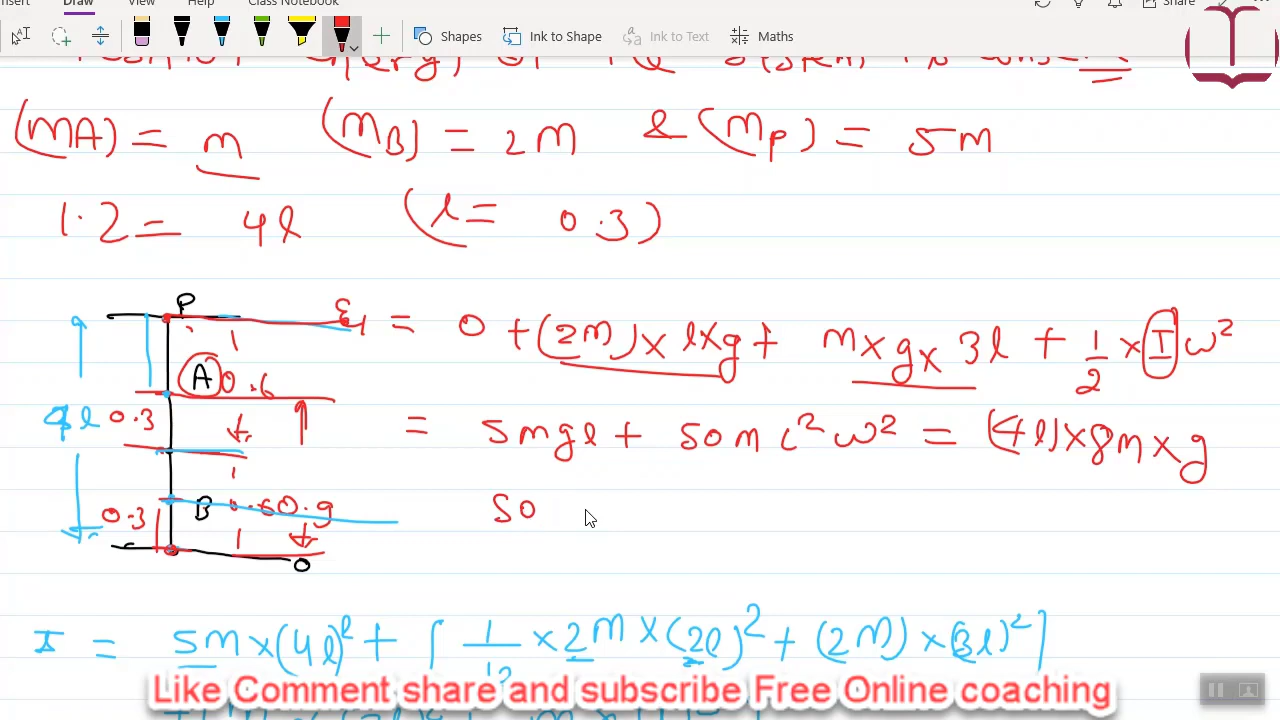 Insert Draw View Help Class Notebook Share
Shapes Ink to Shape Ink to Text Maths
(MA) = m (MB) = 2M & (MP) = 5M
1.2 = 4l (l = 0.3)
P
E1 = 0 + (2M) × l × g + m × g × 3l + 1/2 × I ω²
A 0.6
4l 0.3
= 5mgl + 50m l² ω² = (4l) × 8m × g
0.3 B 0.6 0.9
50
O
I = 5m × (4l)² + [ 1/12 × 2m × (2l)² + (2M) × (3l)² ]
Like Comment share and subscribe Free Online coaching